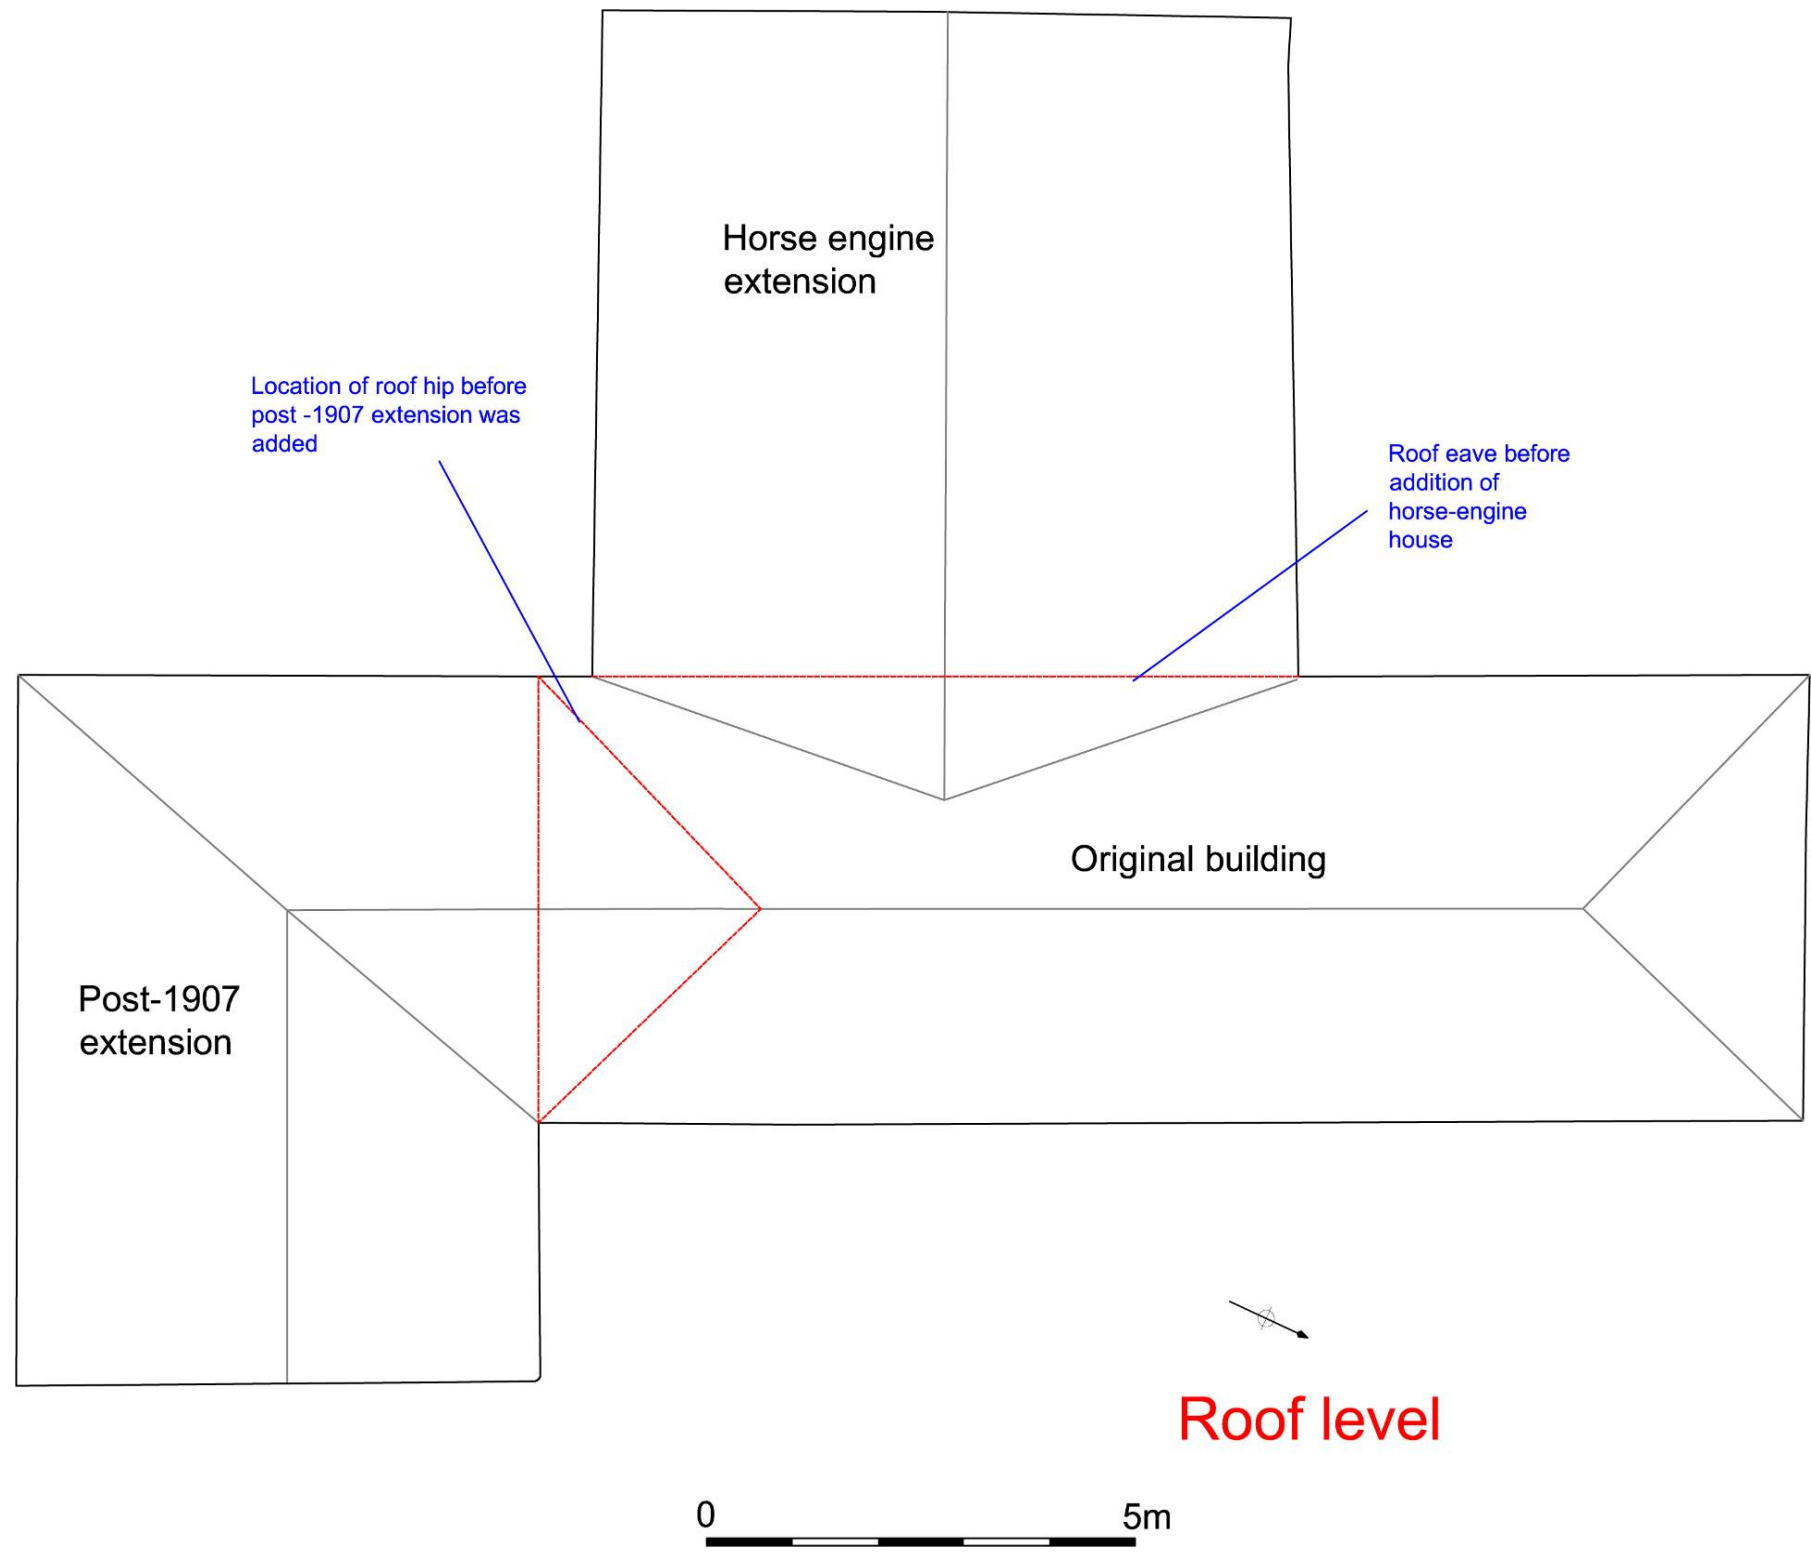 Horse engine
extension
Location of roof hip before
post -1907 extension was
added
Roof eave before
addition of
horse-engine
house
Original building
Post-1907
extension
Roof level
0 5m